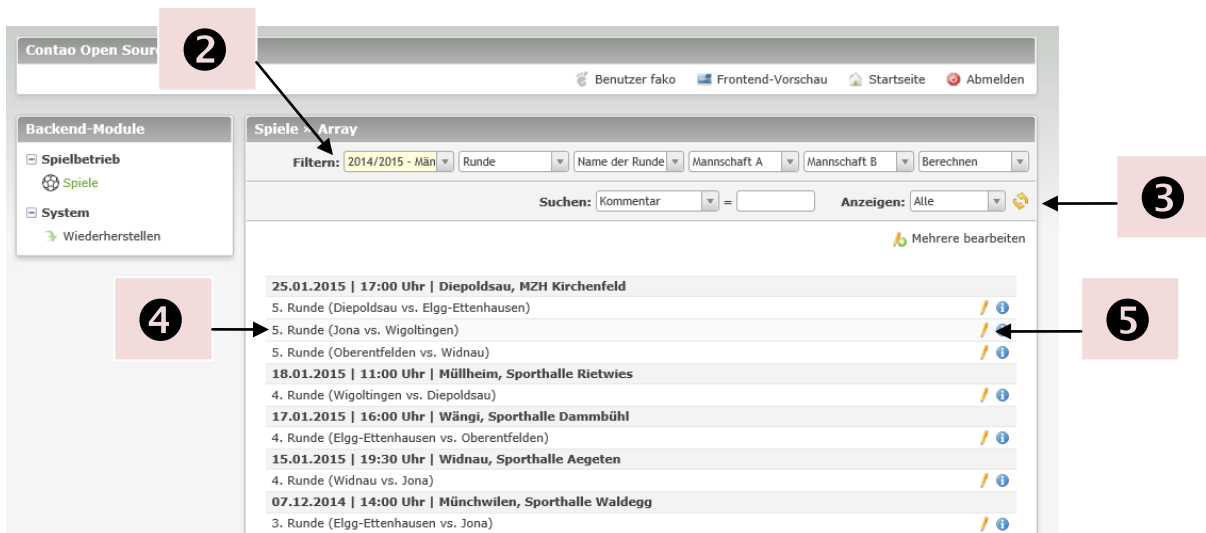 ❷
Contao Open Sour
Benutzer fako Frontend-Vorschau Startseite Abmelden
Backend-Module
Spielbetrieb
Spiele
System
Wiederherstellen
Spiele » Array
Filtern: 2014/2015 - Män Runde Name der Runde Mannschaft A Mannschaft B Berechnen
Suchen: Kommentar = Anzeigen: Alle
❸
Mehrere bearbeiten
25.01.2015 | 17:00 Uhr | Diepoldsau, MZH Kirchenfeld
5. Runde (Diepoldsau vs. Elgg-Ettenhausen)
❹
5. Runde (Jona vs. Wigoltingen)
❺
5. Runde (Oberentfelden vs. Widnau)
18.01.2015 | 11:00 Uhr | Müllheim, Sporthalle Rietwies
4. Runde (Wigoltingen vs. Diepoldsau)
17.01.2015 | 16:00 Uhr | Wängi, Sporthalle Dammbühl
4. Runde (Elgg-Ettenhausen vs. Oberentfelden)
15.01.2015 | 19:30 Uhr | Widnau, Sporthalle Aegeten
4. Runde (Widnau vs. Jona)
07.12.2014 | 14:00 Uhr | Münchwilen, Sporthalle Waldegg
3. Runde (Elgg-Ettenhausen vs. Jona)